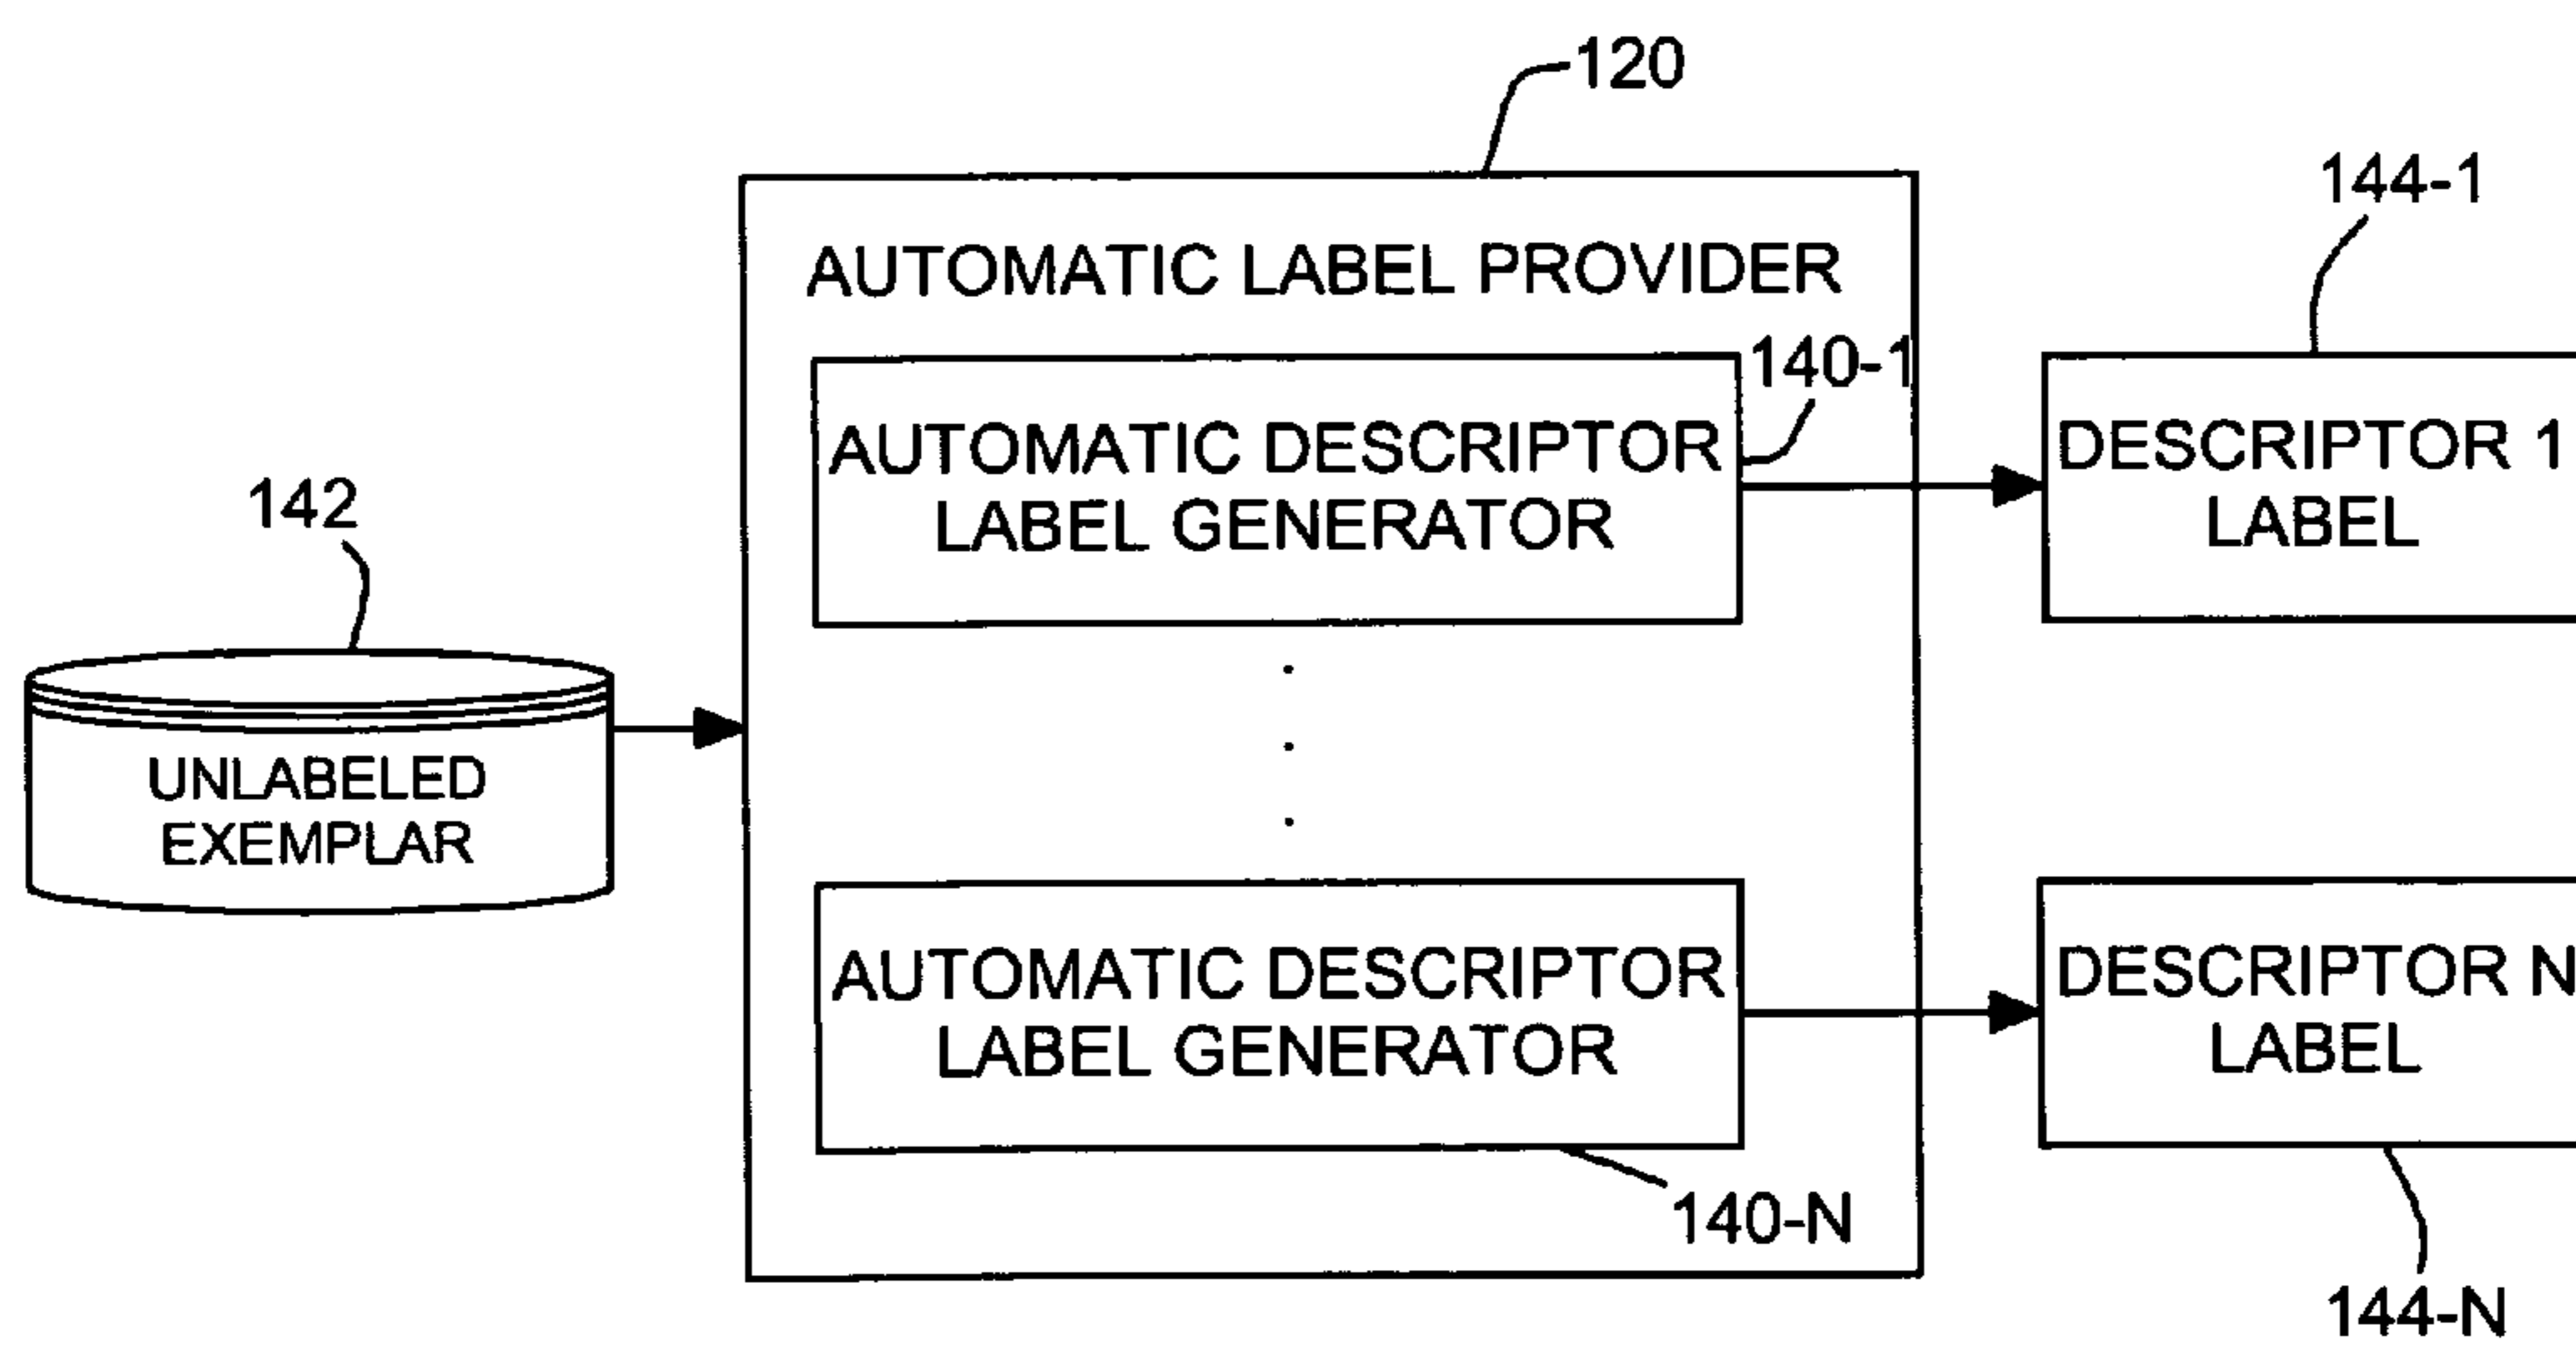 120
144-1
AUTOMATIC LABEL PROVIDER
140-1
AUTOMATIC DESCRIPTOR
LABEL GENERATOR
DESCRIPTOR 1
LABEL
142
UNLABELED
EXEMPLAR
AUTOMATIC DESCRIPTOR
LABEL GENERATOR
DESCRIPTOR N
LABEL
140-N
144-N